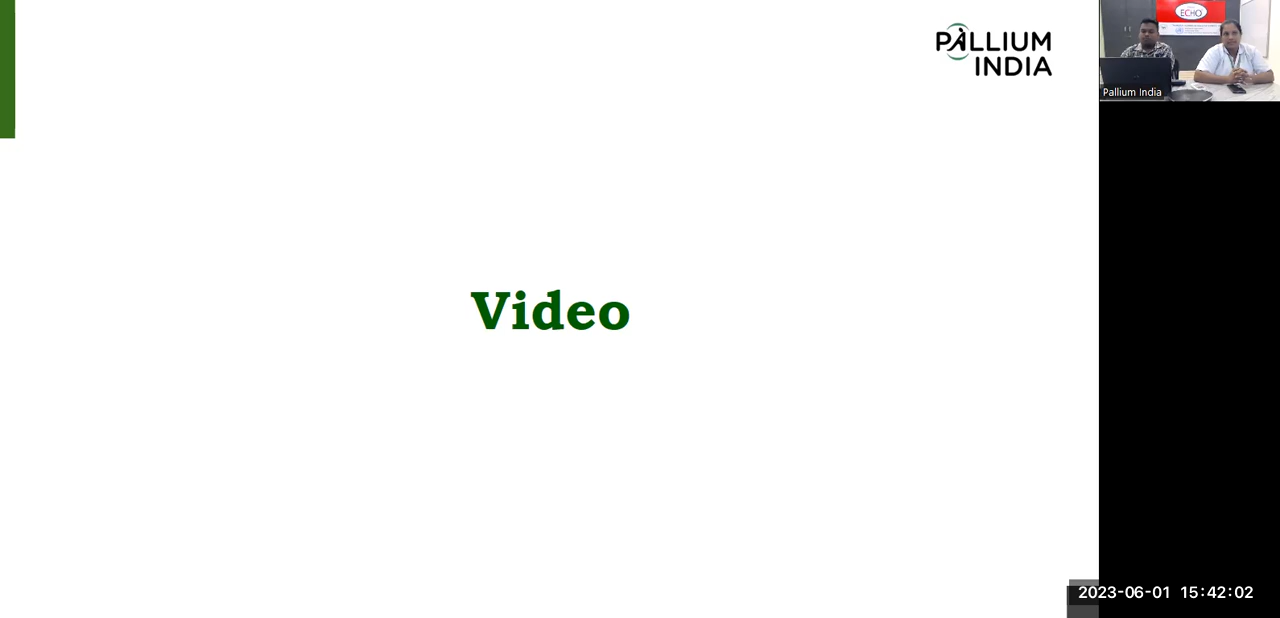 PALLIUM
INDIA
ECHO
Pallium India
Video
2023-06-01 15:42:02